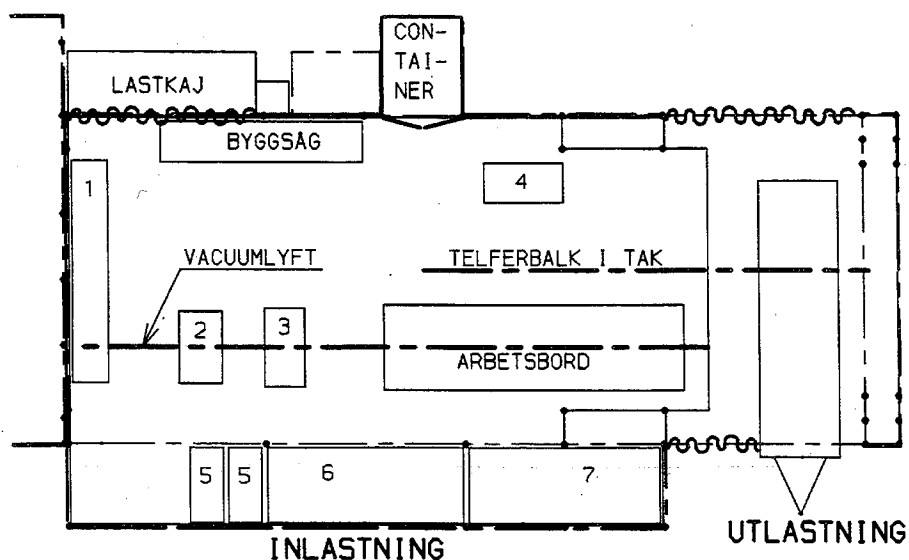 CON-
TAI-
NER
LASTKAJ
BYGGSÅG
1
4
VACUUMLYFT
TELFERBALK I TAK
2
3
ARBETSBORD
5
5
6
7
INLASTNING
UTLASTNING